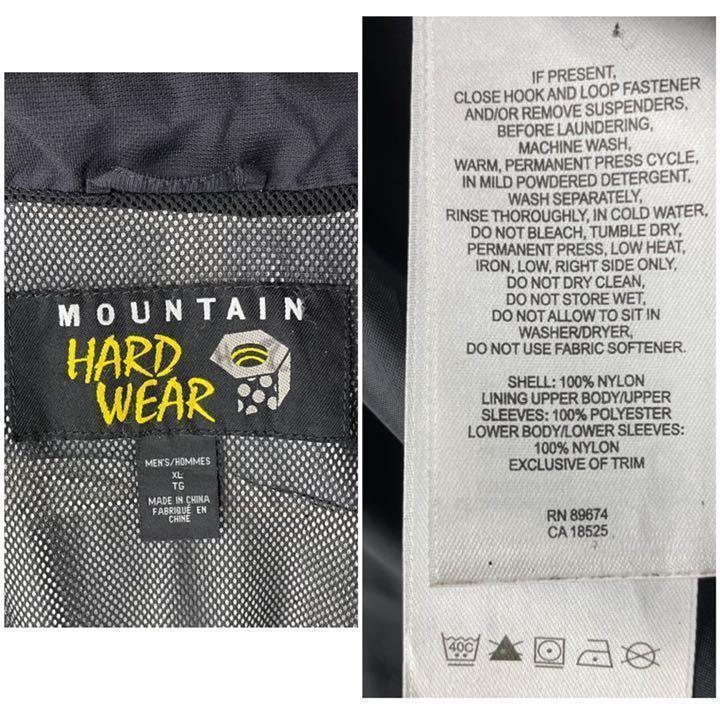 MOUNTAIN
HARD
WEAR
MEN'S/HOMMES
XL
TG
MADE IN CHINA
FABRIQUÉ EN
CHINE
IF PRESENT,
CLOSE HOOK AND LOOP FASTENER
AND/OR REMOVE SUSPENDERS,
BEFORE LAUNDERING,
MACHINE WASH,
WARM, PERMANENT PRESS CYCLE,
IN MILD POWDERED DETERGENT,
WASH SEPARATELY,
RINSE THOROUGHLY, IN COLD WATER,
DO NOT BLEACH, TUMBLE DRY,
PERMANENT PRESS, LOW HEAT,
IRON, LOW, RIGHT SIDE ONLY,
DO NOT DRY CLEAN,
DO NOT STORE WET,
DO NOT ALLOW TO SIT IN
WASHER/DRYER,
DO NOT USE FABRIC SOFTENER.
SHELL: 100% NYLON
LINING UPPER BODY/UPPER
SLEEVES: 100% POLYESTER
LOWER BODY/LOWER SLEEVES:
100% NYLON
EXCLUSIVE OF TRIM
RN 89674
CA 18525
40C